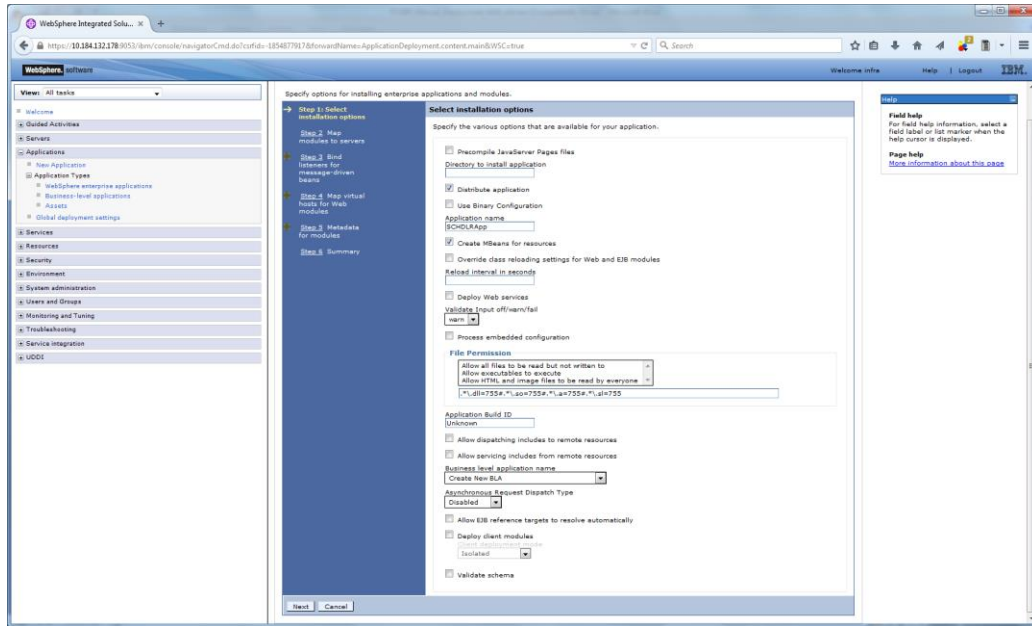 WebSphere Integrated Solu... × +
https://10.184.132.178:9053/ibm/console/navigatorCmd.do?csrfid=-1854877917&forwardName=ApplicationDeployment.content.main&WSC=true
Search
2
WebSphere. software
Welcome infra Help | Logout IBM.
View: All tasks
Welcome
Guided Activities
Servers
Applications
New Application
Application Types
WebSphere enterprise applications
Business-level applications
Assets
Global deployment settings
Services
Resources
Security
Environment
System administration
Users and Groups
Monitoring and Tuning
Troubleshooting
Service integration
UDDI
Specify options for installing enterprise applications and modules.
Step 1: Select
installation options
Step 2 Map
modules to servers
Step 3 Bind
listeners for
message-driven
beans
Step 4 Map virtual
hosts for Web
modules
Step 5 Metadata
for modules
Step 6 Summary
Select installation options
Specify the various options that are available for your application.
Precompile JavaServer Pages files
Directory to install application
Distribute application
Use Binary Configuration
Application name
SCHDLRApp
Create MBeans for resources
Override class reloading settings for Web and EJB modules
Reload interval in seconds
Deploy Web services
Validate Input off/warn/fail
warn
Process embedded configuration
File Permission
Allow all files to be read but not written to
Allow executables to execute
Allow HTML and image files to be read by everyone
.*\.dll=755#.*\.so=755#.*\.a=755#.*\.sl=755
Application Build ID
Unknown
Allow dispatching includes to remote resources
Allow servicing includes from remote resources
Business level application name
Create New BLA
Asynchronous Request Dispatch Type
Disabled
Allow EJB reference targets to resolve automatically
Deploy client modules
Client deployment mode
Isolated
Validate schema
Next Cancel
Help
Field help
For field help information, select a
field label or list marker when the
help cursor is displayed.
Page help
More information about this page